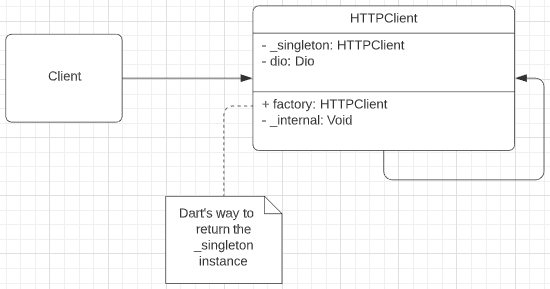 HTTPClient
- _singleton: HTTPClient
- dio: Dio
Client
+ factory: HTTPClient
- _internal: Void
Dart's way to
return the
_singleton
instance